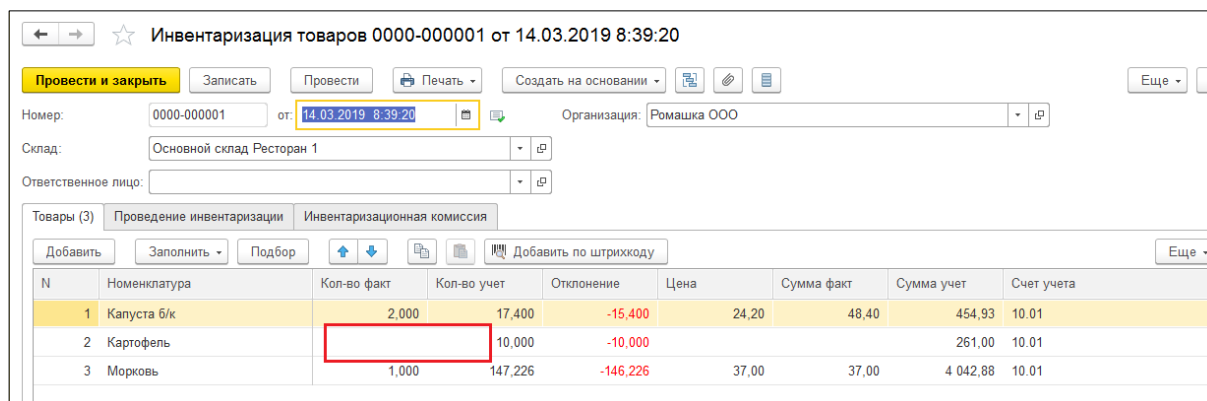 Инвентаризация товаров 0000-000001 от 14.03.2019 8:39:20
Провести и закрыть Записать Провести Печать Создать на основании Еще
Номер: 0000-000001 от: 14.03.2019 8:39:20 Организация: Ромашка ООО
Склад: Основной склад Ресторан 1
Ответственное лицо:
Товары (3) Проведение инвентаризации Инвентаризационная комиссия
Добавить Заполнить Подбор Добавить по штрихкоду Еще
N Номенклатура Кол-во факт Кол-во учет Отклонение Цена Сумма факт Сумма учет Счет учета
1 Капуста б/к 2,000 17,400 -15,400 24,20 48,40 454,93 10.01
2 Картофель 10,000 -10,000 261,00 10.01
3 Морковь 1,000 147,226 -146,226 37,00 37,00 4 042,88 10.01